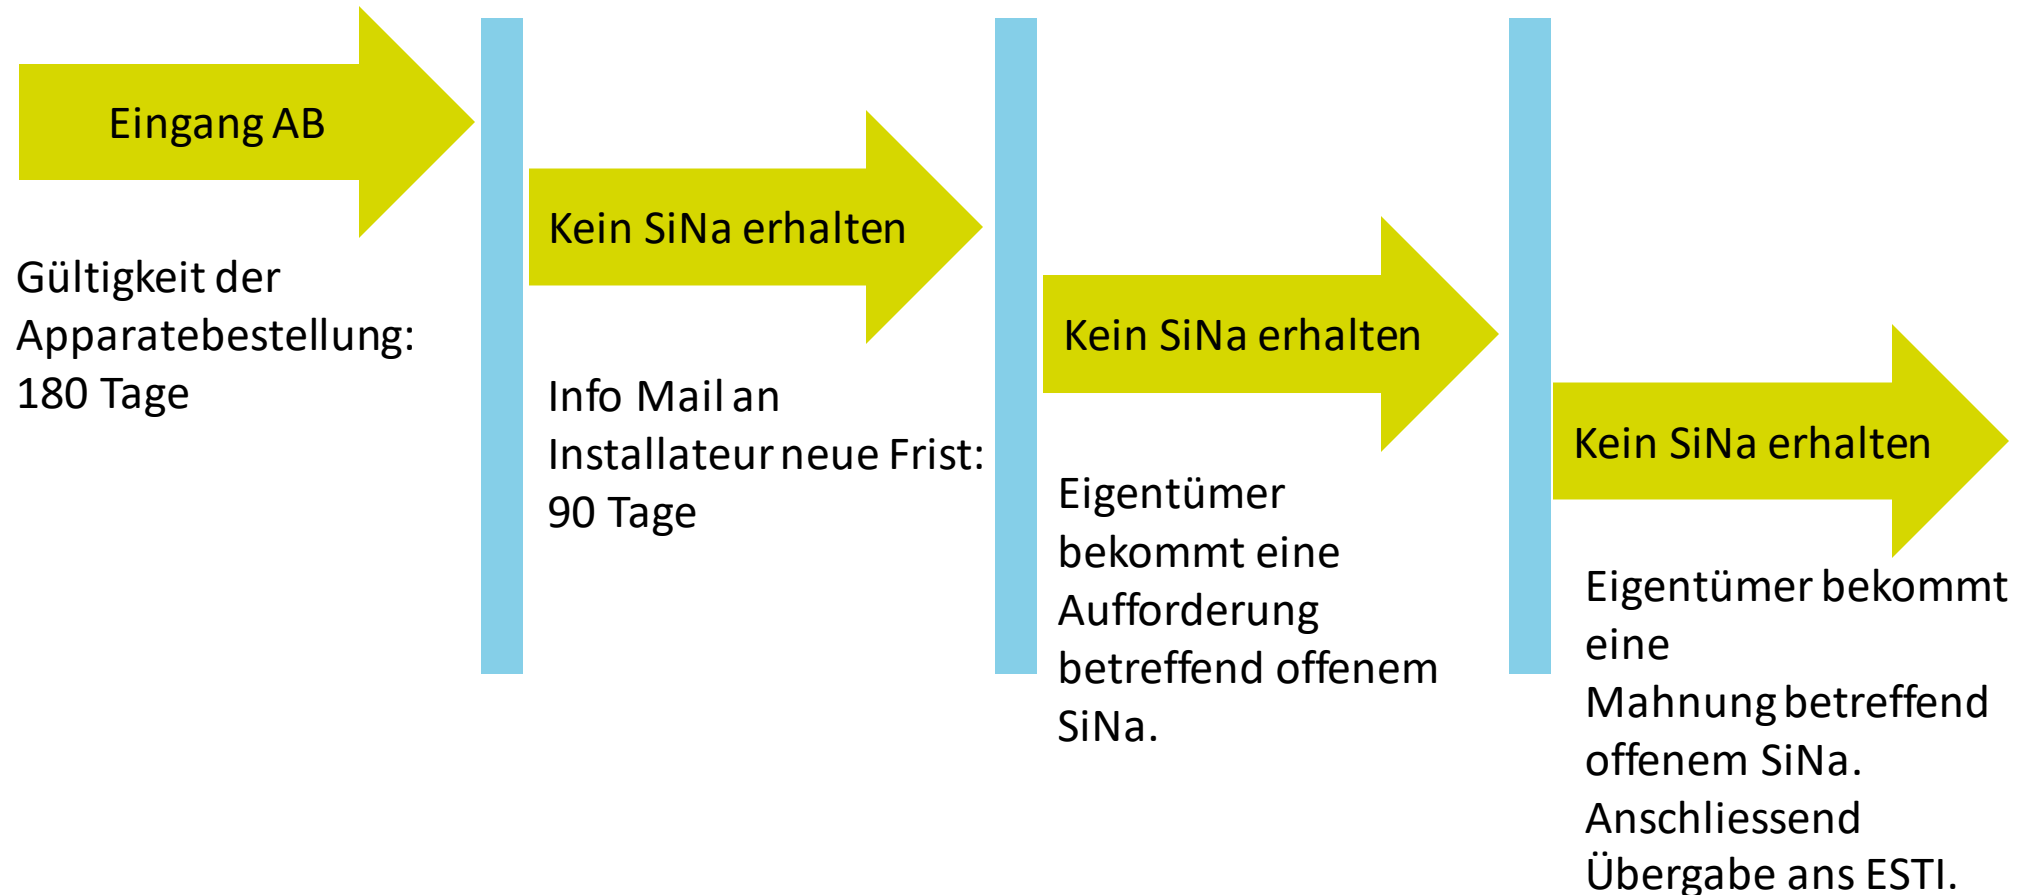 Eingang AB
Gültigkeit der
Apparatebestellung:
180 Tage
Kein SiNa erhalten
Info Mail an
Installateur neue Frist:
90 Tage
Kein SiNa erhalten
Eigentümer
bekommt eine
Aufforderung
betreffend offenem
SiNa.
Kein SiNa erhalten
Eigentümer bekommt
eine
Mahnung betreffend
offenem SiNa.
Anschliessend
Übergabe ans ESTI.